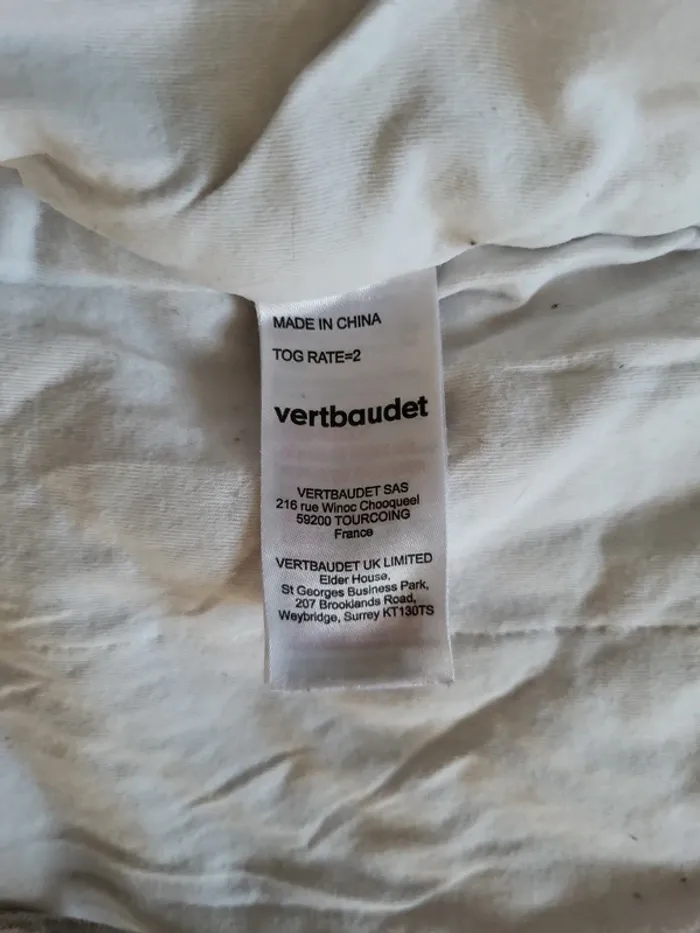 MADE IN CHINA
TOG RATE=2
vertbaudet
VERTBAUDET SAS
216 rue Winoc Chooqueel
59200 TOURCOING
France
VERTBAUDET UK LIMITED
Elder House,
St Georges Business Park,
207 Brooklands Road,
Weybridge, Surrey KT130TS